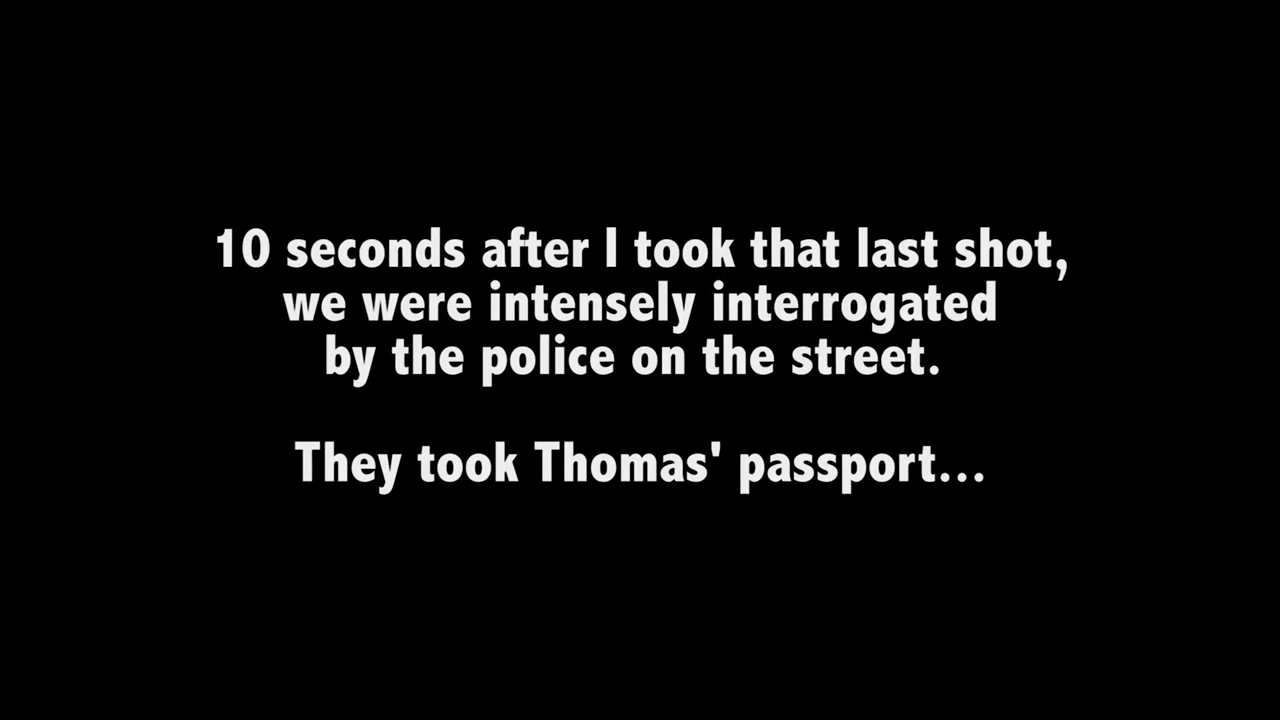 10 seconds after I took that last shot,
we were intensely interrogated
by the police on the street.
They took Thomas' passport...